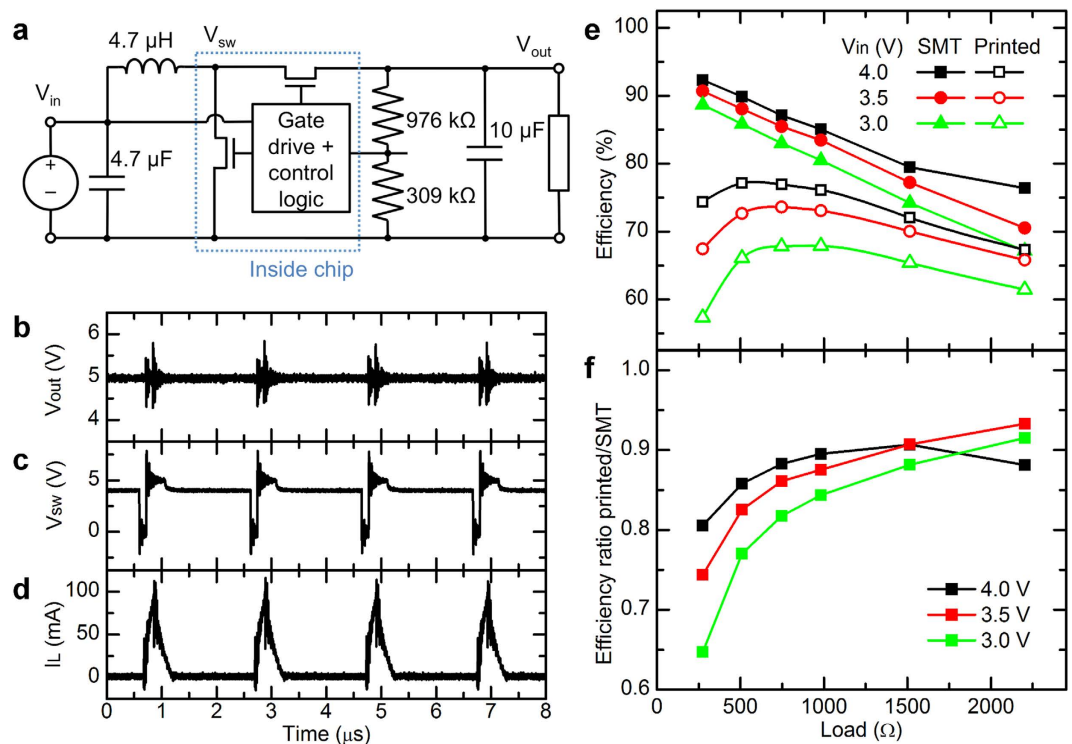 a
4.7 µH
V_sw
V_out
V_in
4.7 µF
Gate
drive +
control
logic
976 kΩ
309 kΩ
10 µF
+
−
Inside chip
b
V_out (V)
6
5
4
c
V_sw (V)
5
0
d
I_L (mA)
100
50
0
0 1 2 3 4 5 6 7 8
Time (µs)
e
V_in (V) SMT Printed
4.0
3.5
3.0
Efficiency (%)
100
90
80
70
60
f
Efficiency ratio printed/SMT
1.0
0.9
0.8
0.7
0.6
4.0 V
3.5 V
3.0 V
0 500 1000 1500 2000
Load (Ω)